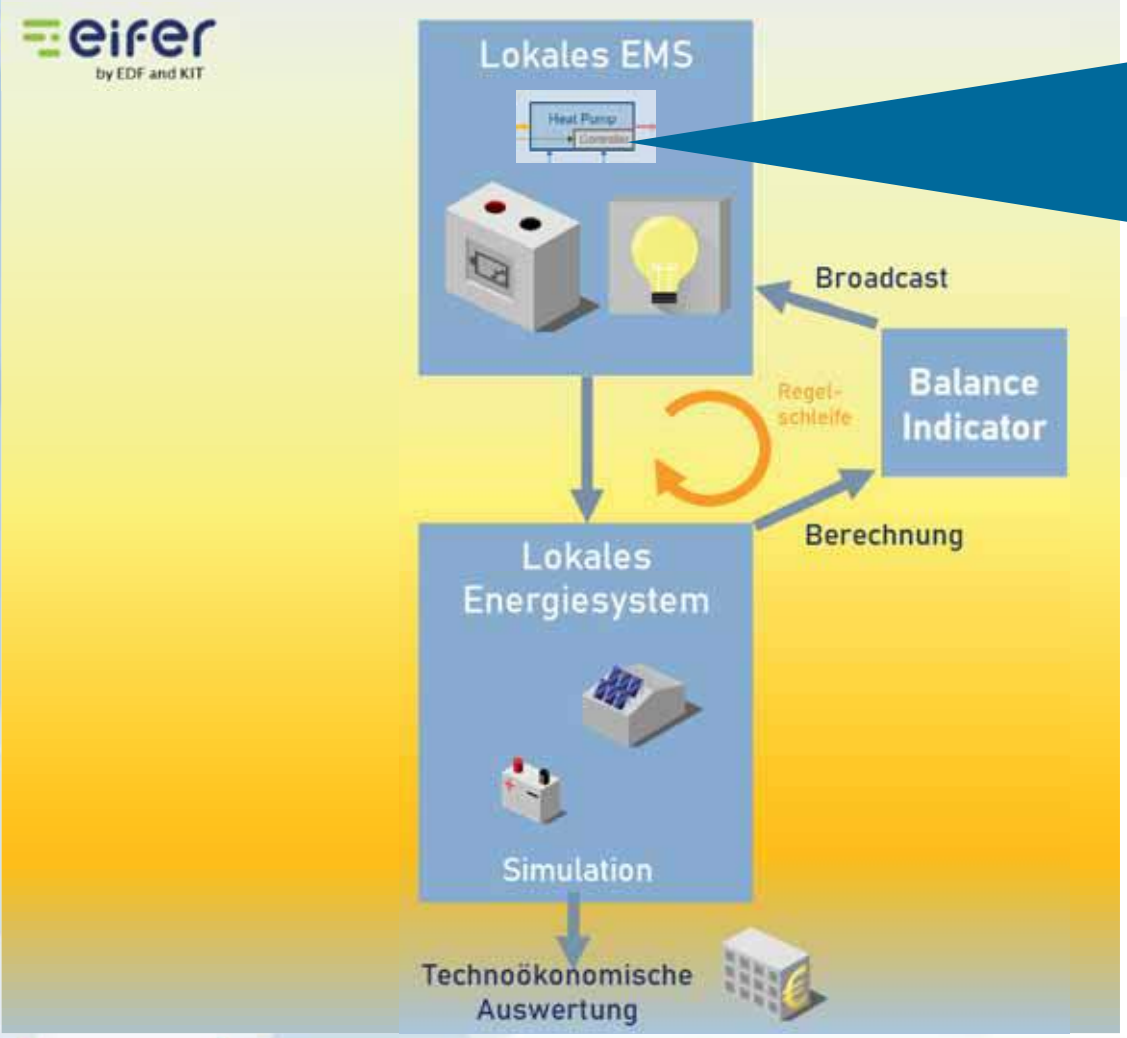 eifer
by EDF and KIT
Lokales EMS
Heat Pump
Controller
Broadcast
Balance
Indicator
Regel-
schleife
Berechnung
Lokales
Energiesystem
Simulation
Technoökonomische
Auswertung